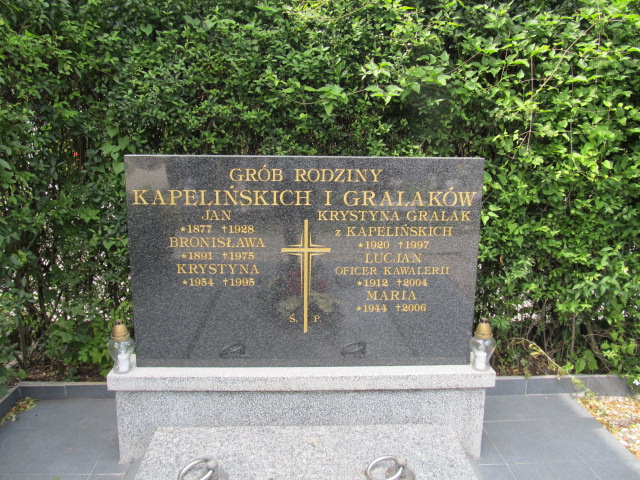 GRÓB RODZINY
KAPELIŃSKICH I GRALAKÓW
JAN
*1877 †1928
BRONISŁAWA
*1891 †1975
KRYSTYNA
*1954 †1995
KRYSTYNA GRALAK
z KAPELIŃSKICH
*1920 †1997
LUCJAN
OFICER KAWALERII
*1912 †2004
MARIA
*1944 †2006
Ś. P.